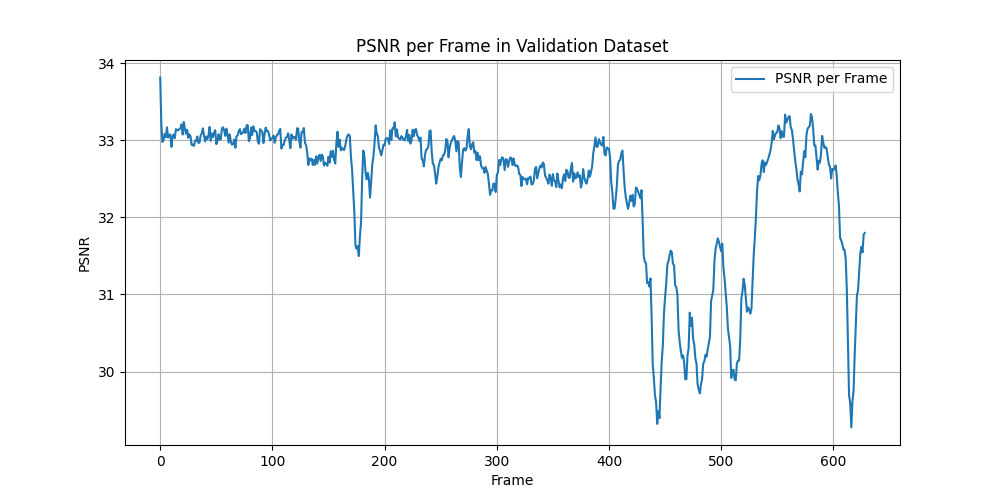 PSNR per Frame in Validation Dataset
PSNR per Frame
34
33
32
31
30
PSNR
0 100 200 300 400 500 600
Frame